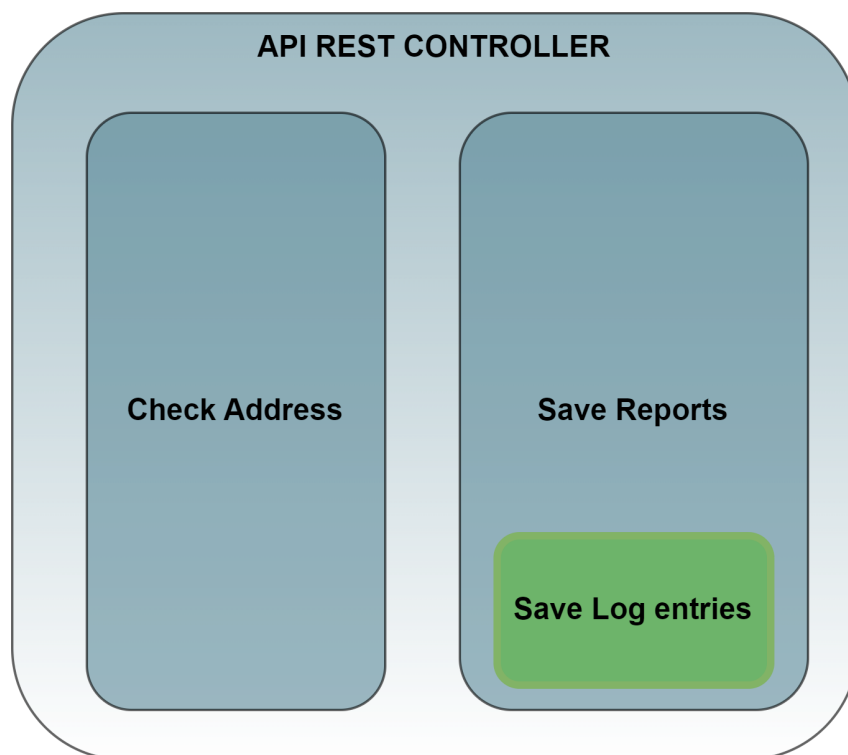 API REST CONTROLLER
Check Address
Save Reports
Save Log entries